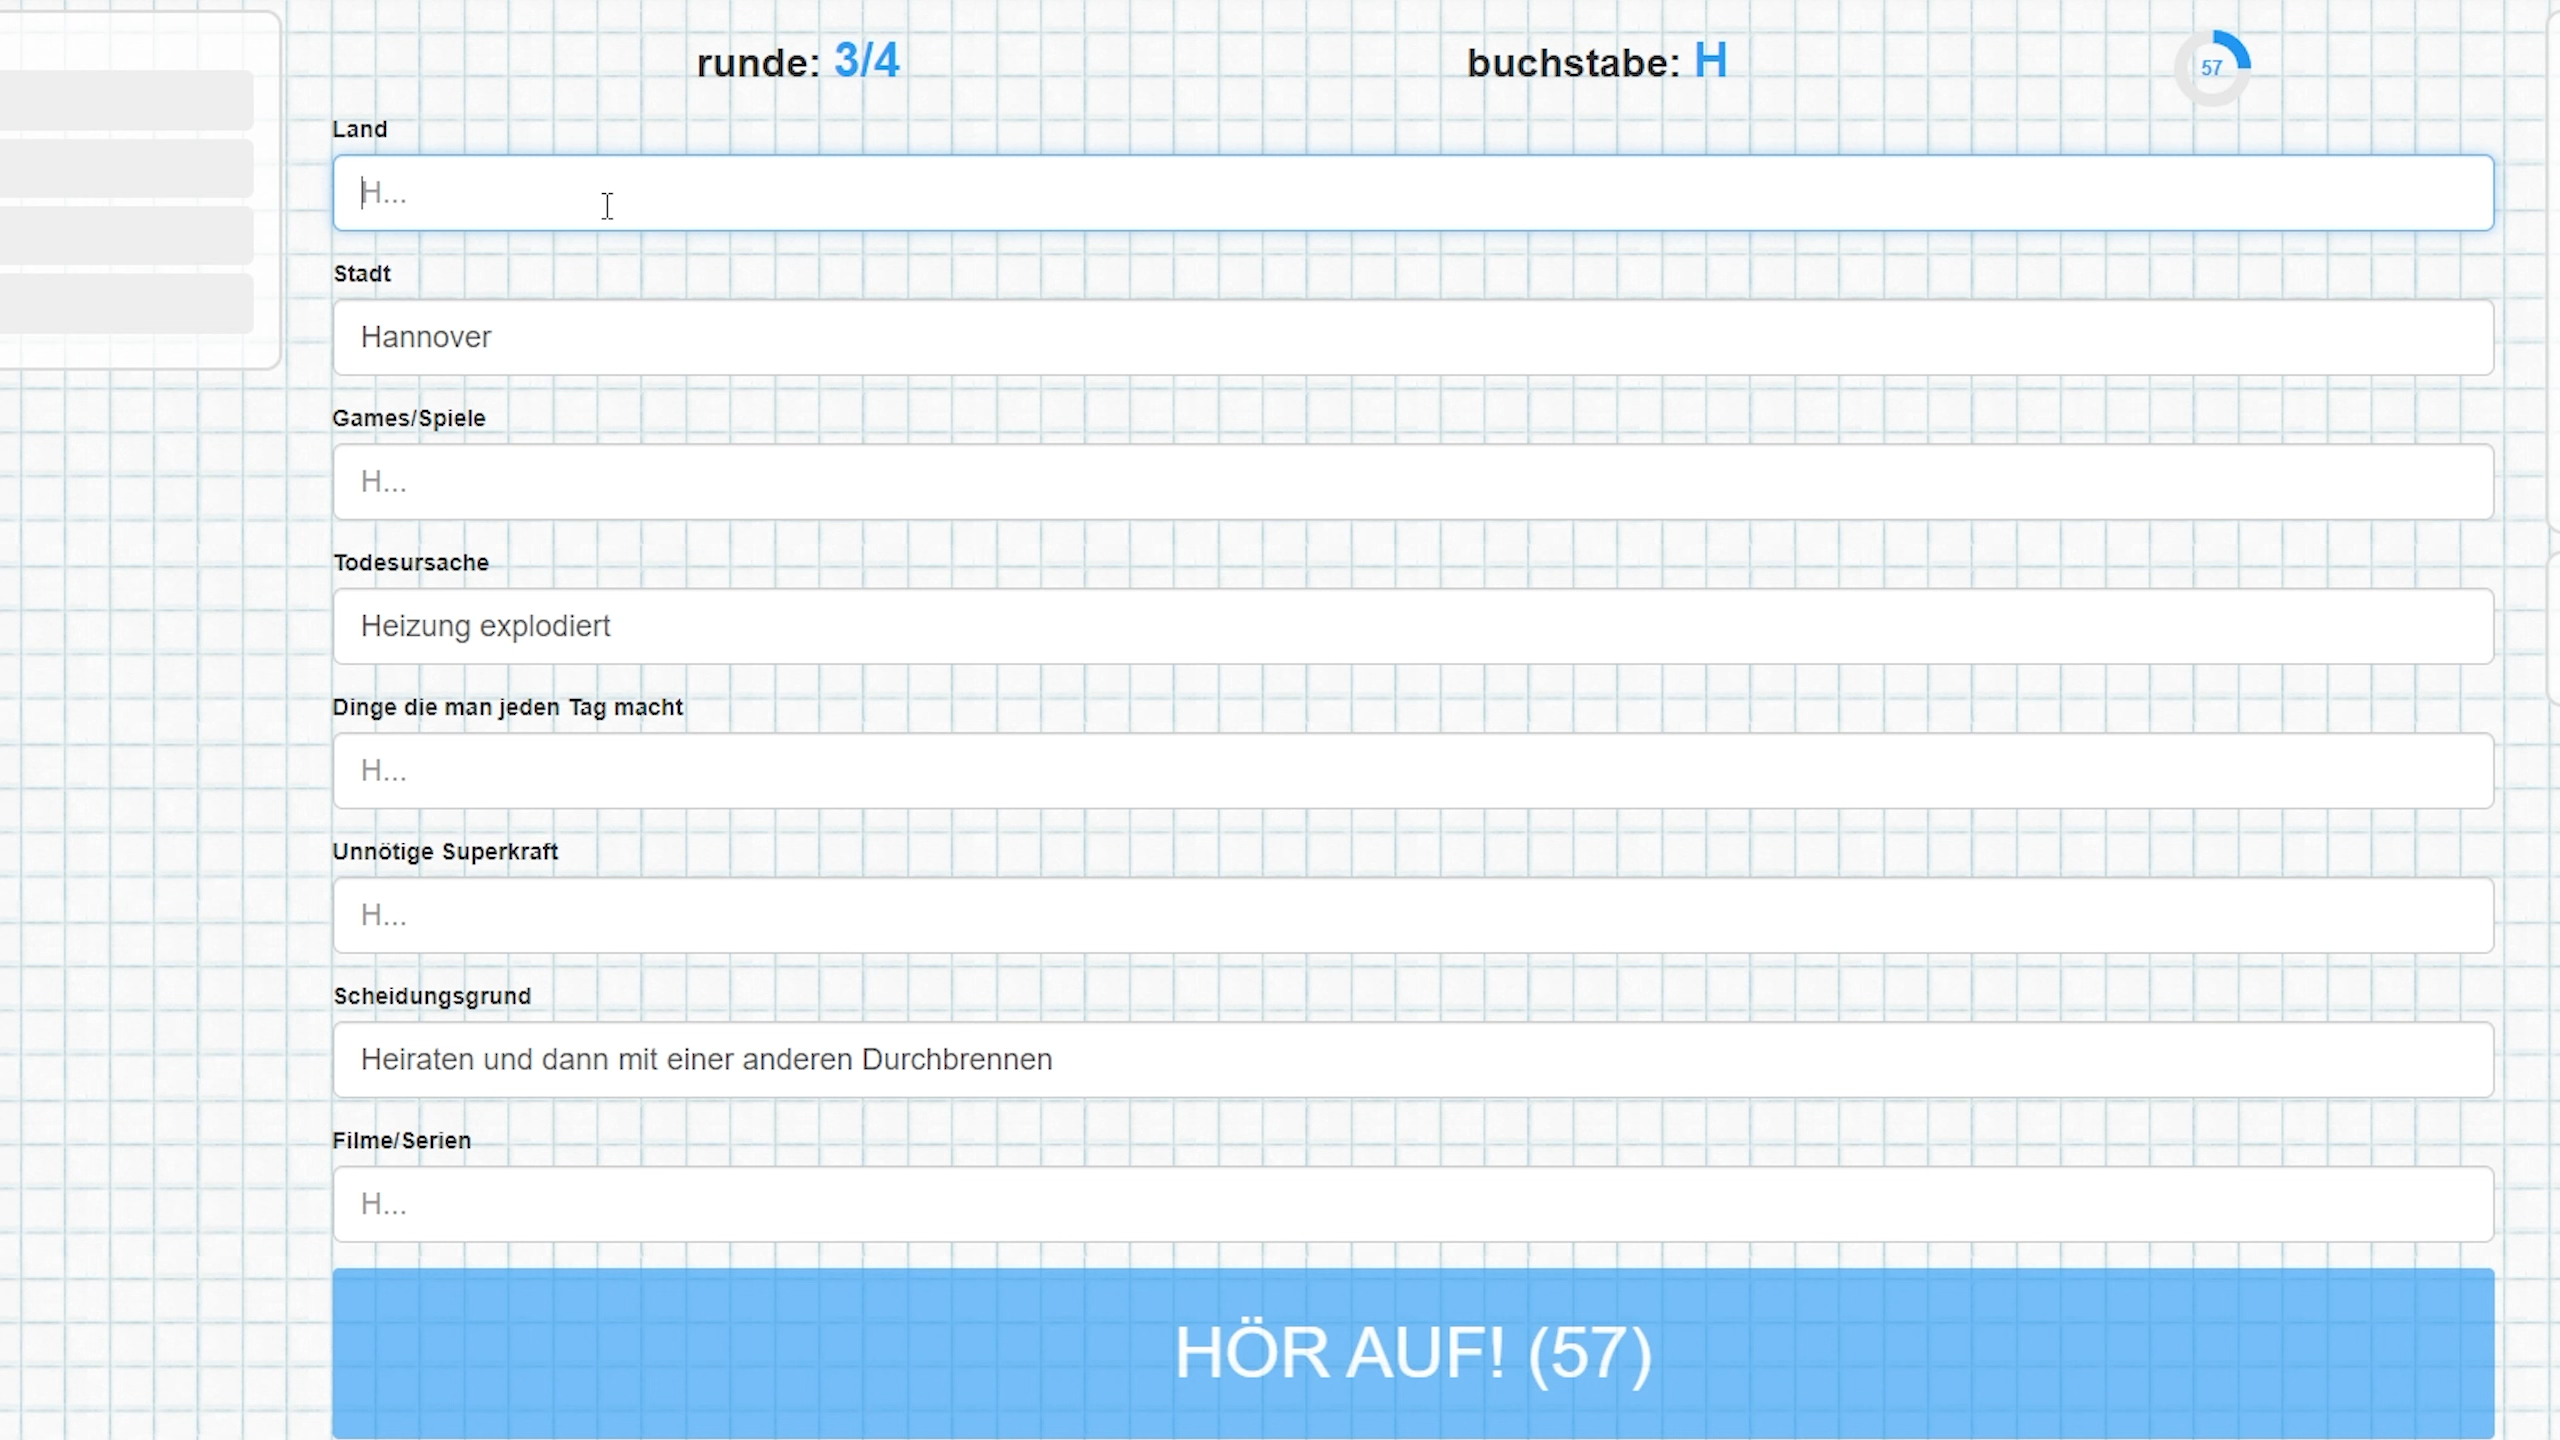 runde: 3/4
buchstabe: H
57
Land
H...
Stadt
Hannover
Games/Spiele
H...
Todesursache
Heizung explodiert
Dinge die man jeden Tag macht
H...
Unnötige Superkraft
H...
Scheidungsgrund
Heiraten und dann mit einer anderen Durchbrennen
Filme/Serien
H...
HÖR AUF! (57)